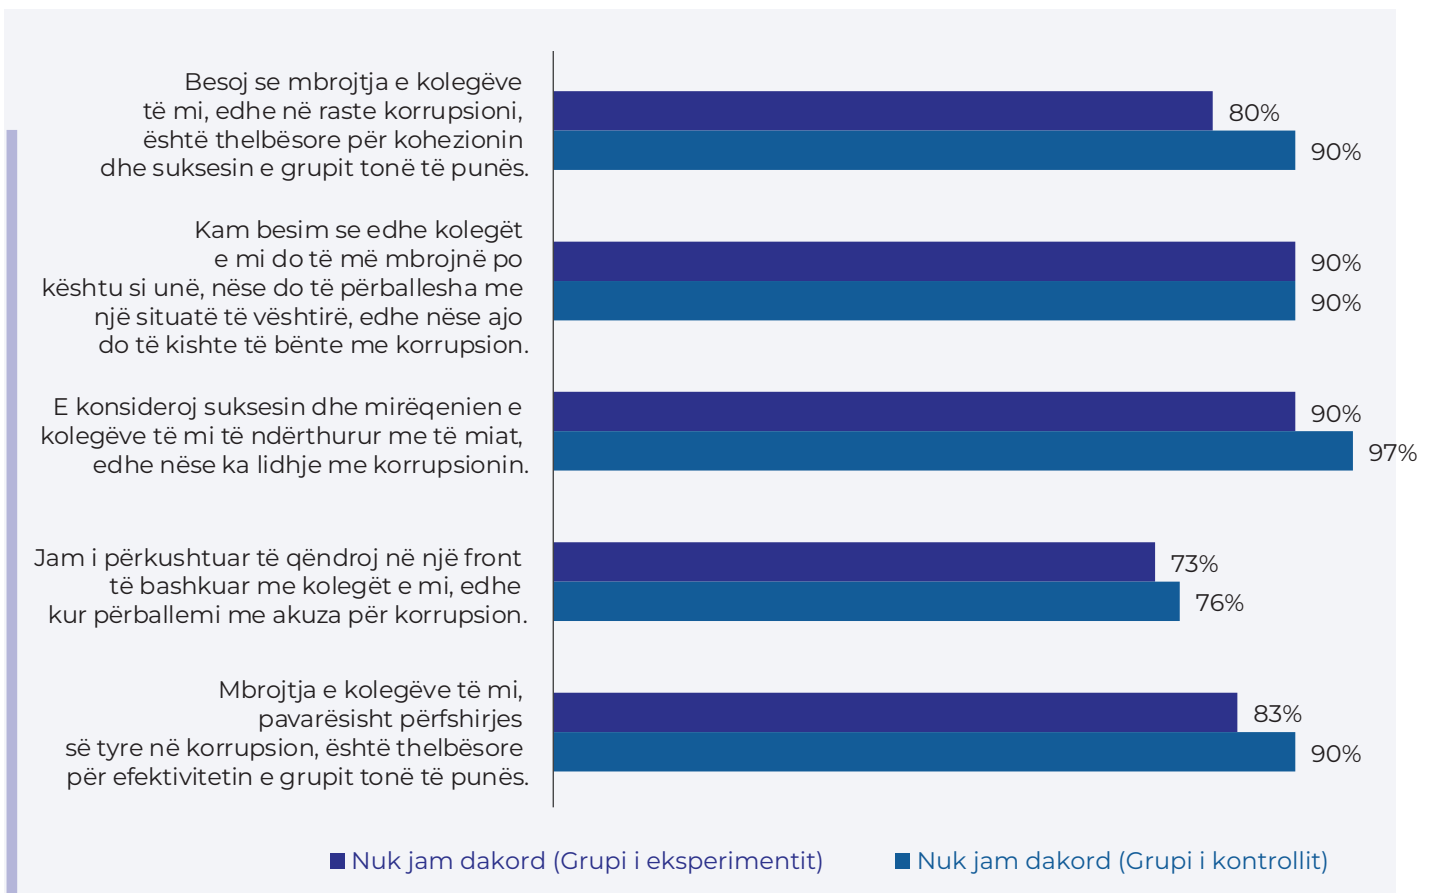 Besoj se mbrojtja e kolegëve
të mi, edhe në raste korrupsioni,
është thelbësore për kohezionin
dhe suksesin e grupit tonë të punës.
80%
90%
Kam besim se edhe kolegët
e mi do të më mbrojnë po
kështu si unë, nëse do të përballesha me
një situatë të vështirë, edhe nëse ajo
do të kishte të bënte me korrupsion.
90%
90%
E konsideroj suksesin dhe mirëqenien e
kolegëve të mi të ndërthurur me të miat,
edhe nëse ka lidhje me korrupsionin.
90%
97%
Jam i përkushtuar të qëndroj në një front
të bashkuar me kolegët e mi, edhe
kur përballemi me akuza për korrupsion.
73%
76%
Mbrojtja e kolegëve të mi,
pavarësisht përfshirjes
së tyre në korrupsion, është thelbësore
për efektivitetin e grupit tonë të punës.
83%
90%
Nuk jam dakord (Grupi i eksperimentit)
Nuk jam dakord (Grupi i kontrollit)